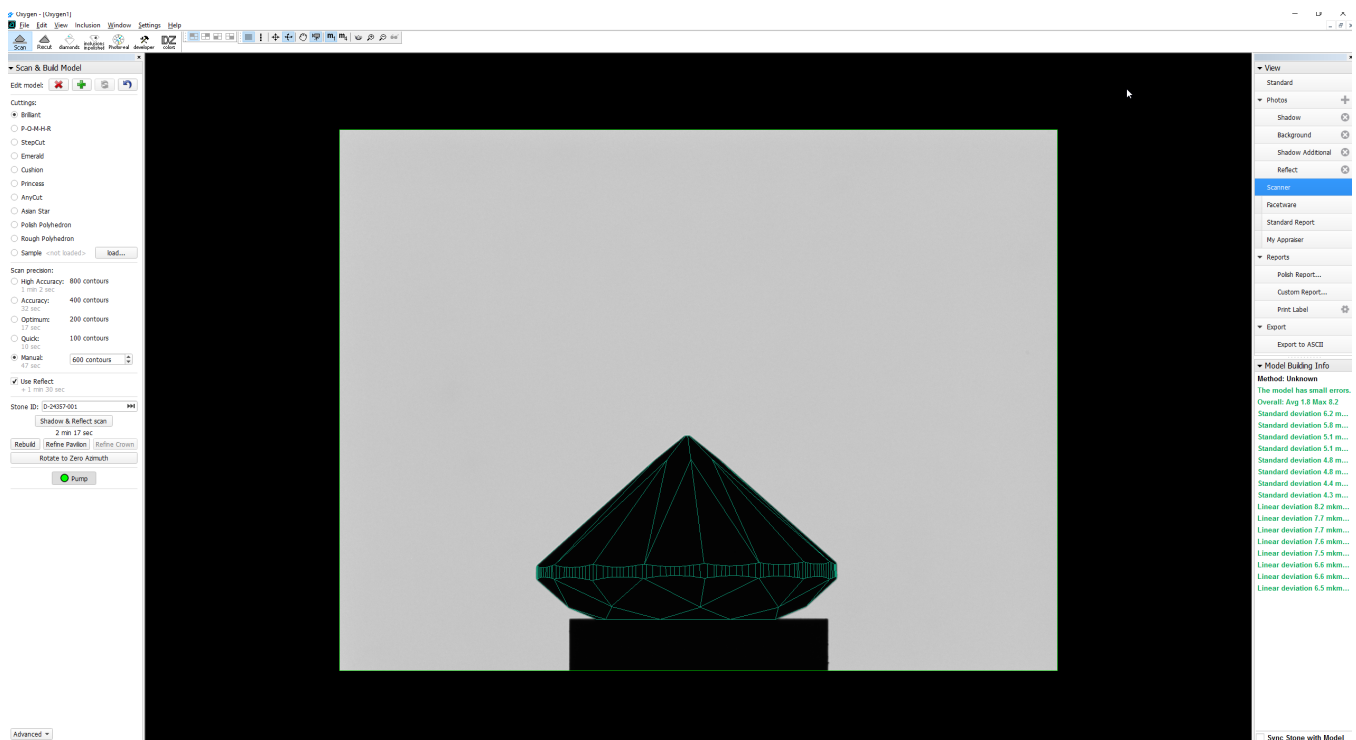 Oxygen - [Oxygen1]
File Edit View Inclusion Window Settings Help
Scan Recut diamonds inclusions in polished Photoreal developer DZ colors
Scan & Build Model
Edit model:
Cuttings:
Brilliant
P-O-M-H-R
StepCut
Emerald
Cushion
Princess
AnyCut
Asian Star
Polish Polyhedron
Rough Polyhedron
Sample <not loaded> load...
Scan precision:
High Accuracy: 800 contours
1 min 2 sec
Accuracy: 400 contours
32 sec
Optimum: 200 contours
17 sec
Quick: 100 contours
10 sec
Manual: 600 contours
47 sec
Use Reflect
+ 1 min 30 sec
Stone ID: D-24357-001
Shadow & Reflect scan
2 min 17 sec
Rebuild Refine Pavilion Refine Crown
Rotate to Zero Azimuth
Pump
Advanced
View
Standard
Photos
Shadow
Background
Shadow Additional
Reflect
Scanner
Facetware
Standard Report
My Appraiser
Reports
Polish Report...
Custom Report...
Print Label
Export
Export to ASCII
Model Building Info
Method: Unknown
The model has small errors.
Overall: Avg 1.8 Max 8.2
Standard deviation 6.2 m...
Standard deviation 5.8 m...
Standard deviation 5.1 m...
Standard deviation 5.1 m...
Standard deviation 4.8 m...
Standard deviation 4.8 m...
Standard deviation 4.4 m...
Standard deviation 4.3 m...
Linear deviation 8.2 mkm...
Linear deviation 7.7 mkm...
Linear deviation 7.7 mkm...
Linear deviation 7.6 mkm...
Linear deviation 7.5 mkm...
Linear deviation 6.6 mkm...
Linear deviation 6.6 mkm...
Linear deviation 6.5 mkm...
Sync Stone with Model